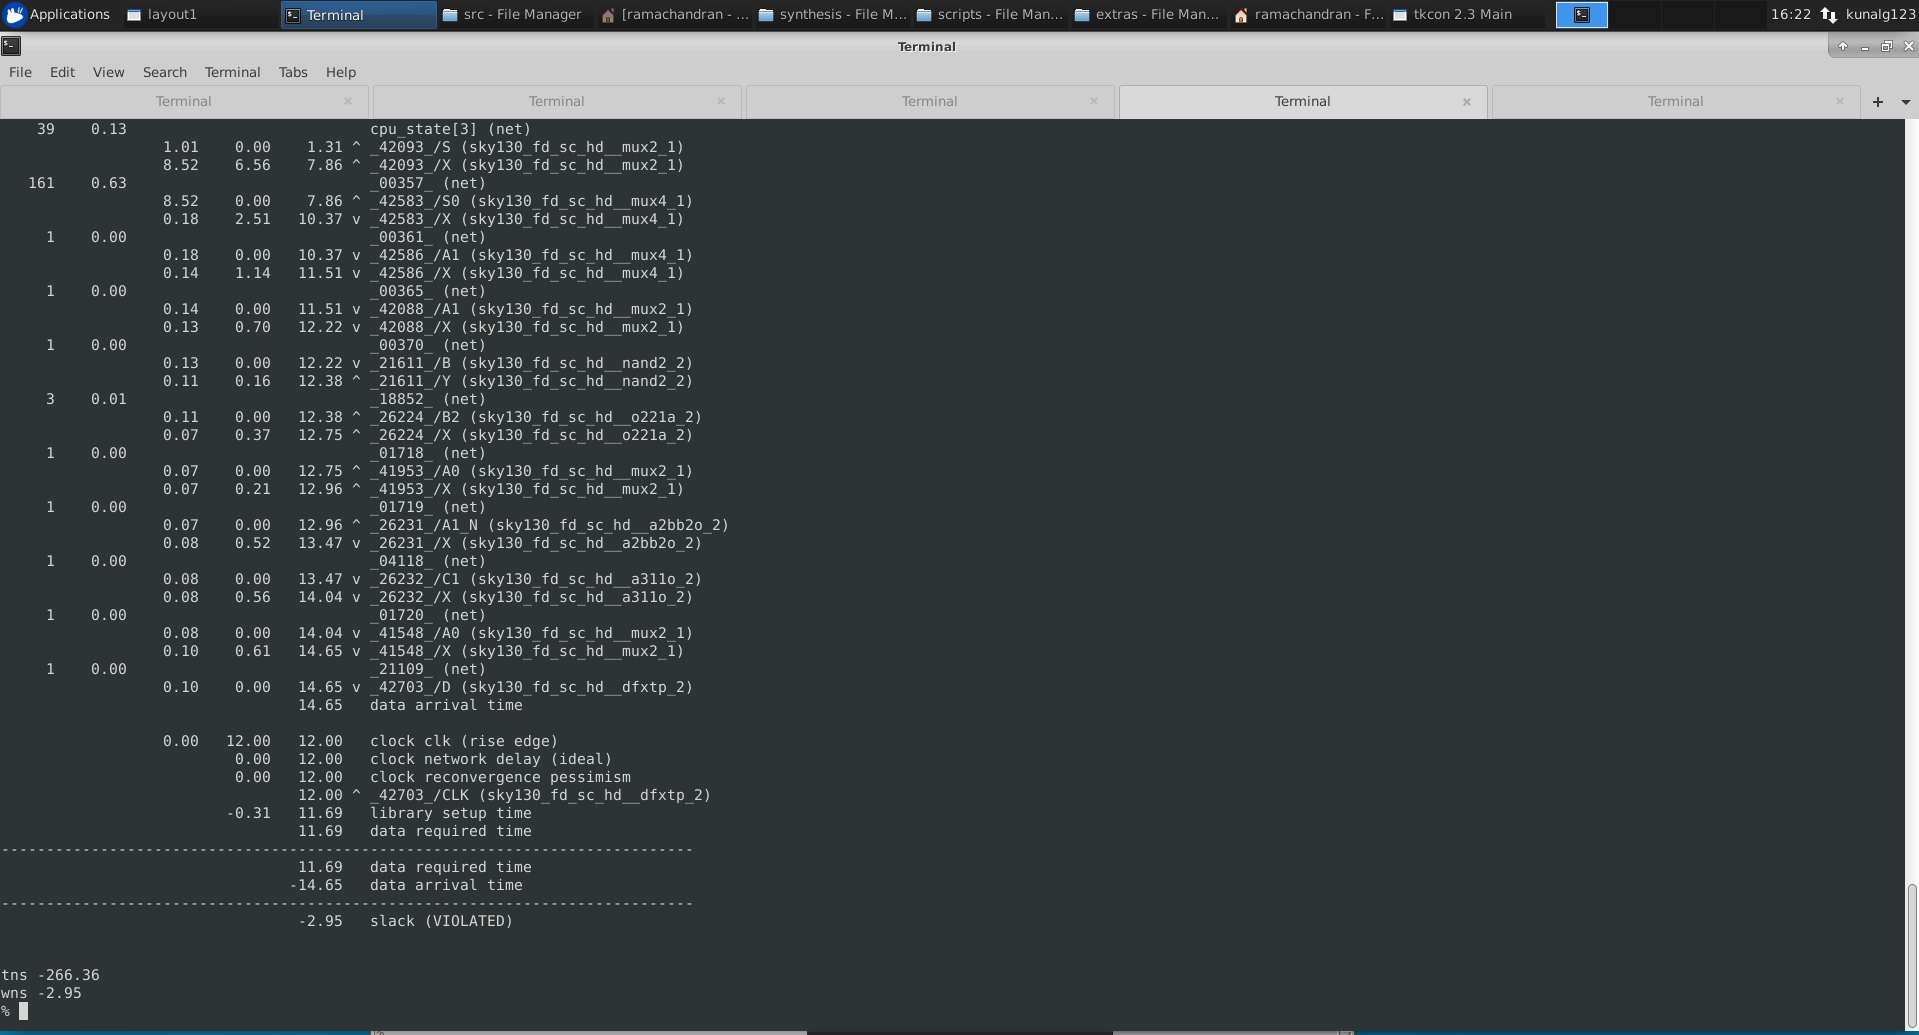 Applications layout1 Terminal src - File Manager [ramachandran - ... synthesis - File M... scripts - File Man... extras - File Man... ramachandran - F... tkcon 2.3 Main 16:22 kunalg123
Terminal
File Edit View Search Terminal Tabs Help
Terminal × Terminal × Terminal × Terminal × Terminal × +
39 0.13 cpu_state[3] (net)
1.01 0.00 1.31 ^ _42093_/S (sky130_fd_sc_hd__mux2_1)
8.52 6.56 7.86 ^ _42093_/X (sky130_fd_sc_hd__mux2_1)
161 0.63 _00357_ (net)
8.52 0.00 7.86 ^ _42583_/S0 (sky130_fd_sc_hd__mux4_1)
0.18 2.51 10.37 v _42583_/X (sky130_fd_sc_hd__mux4_1)
1 0.00 _00361_ (net)
0.18 0.00 10.37 v _42586_/A1 (sky130_fd_sc_hd__mux4_1)
0.14 1.14 11.51 v _42586_/X (sky130_fd_sc_hd__mux4_1)
1 0.00 _00365_ (net)
0.14 0.00 11.51 v _42088_/A1 (sky130_fd_sc_hd__mux2_1)
0.13 0.70 12.22 v _42088_/X (sky130_fd_sc_hd__mux2_1)
1 0.00 _00370_ (net)
0.13 0.00 12.22 v _21611_/B (sky130_fd_sc_hd__nand2_2)
0.11 0.16 12.38 ^ _21611_/Y (sky130_fd_sc_hd__nand2_2)
3 0.01 _18852_ (net)
0.11 0.00 12.38 ^ _26224_/B2 (sky130_fd_sc_hd__o221a_2)
0.07 0.37 12.75 ^ _26224_/X (sky130_fd_sc_hd__o221a_2)
1 0.00 _01718_ (net)
0.07 0.00 12.75 ^ _41953_/A0 (sky130_fd_sc_hd__mux2_1)
0.07 0.21 12.96 ^ _41953_/X (sky130_fd_sc_hd__mux2_1)
1 0.00 _01719_ (net)
0.07 0.00 12.96 ^ _26231_/A1_N (sky130_fd_sc_hd__a2bb2o_2)
0.08 0.52 13.47 v _26231_/X (sky130_fd_sc_hd__a2bb2o_2)
1 0.00 _04118_ (net)
0.08 0.00 13.47 v _26232_/C1 (sky130_fd_sc_hd__a311o_2)
0.08 0.56 14.04 v _26232_/X (sky130_fd_sc_hd__a311o_2)
1 0.00 _01720_ (net)
0.08 0.00 14.04 v _41548_/A0 (sky130_fd_sc_hd__mux2_1)
0.10 0.61 14.65 v _41548_/X (sky130_fd_sc_hd__mux2_1)
1 0.00 _21109_ (net)
0.10 0.00 14.65 v _42703_/D (sky130_fd_sc_hd__dfxtp_2)
14.65 data arrival time
0.00 12.00 12.00 clock clk (rise edge)
0.00 12.00 clock network delay (ideal)
0.00 12.00 clock reconvergence pessimism
12.00 ^ _42703_/CLK (sky130_fd_sc_hd__dfxtp_2)
-0.31 11.69 library setup time
11.69 data required time
-----------------------------------------------------------------------------
11.69 data required time
-14.65 data arrival time
-----------------------------------------------------------------------------
-2.95 slack (VIOLATED)
tns -266.36
wns -2.95
%